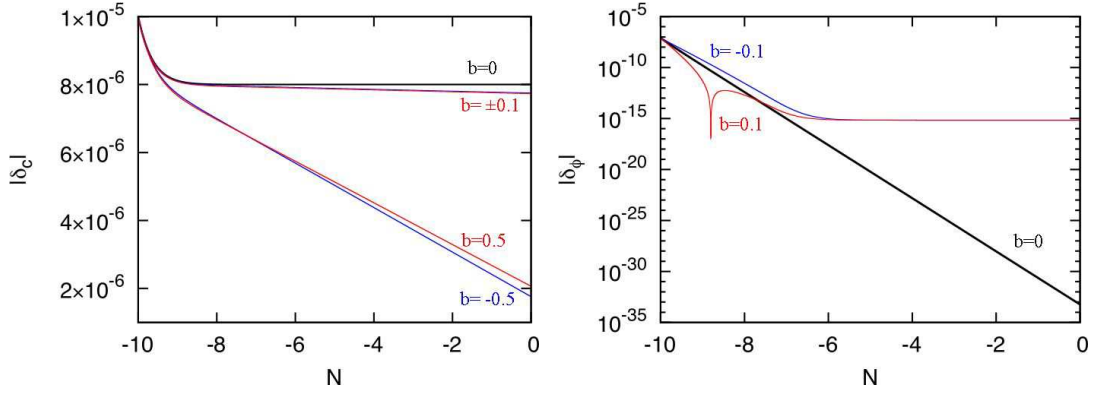 1×10⁻⁵
8×10⁻⁶
6×10⁻⁶
4×10⁻⁶
2×10⁻⁶
|δc|
b=0
b= ±0.1
b=0.5
b= -0.5
-10 -8 -6 -4 -2 0
N
10⁻⁵
10⁻¹⁰
10⁻¹⁵
10⁻²⁰
10⁻²⁵
10⁻³⁰
10⁻³⁵
|δϕ|
b= -0.1
b=0.1
b=0
-10 -8 -6 -4 -2 0
N